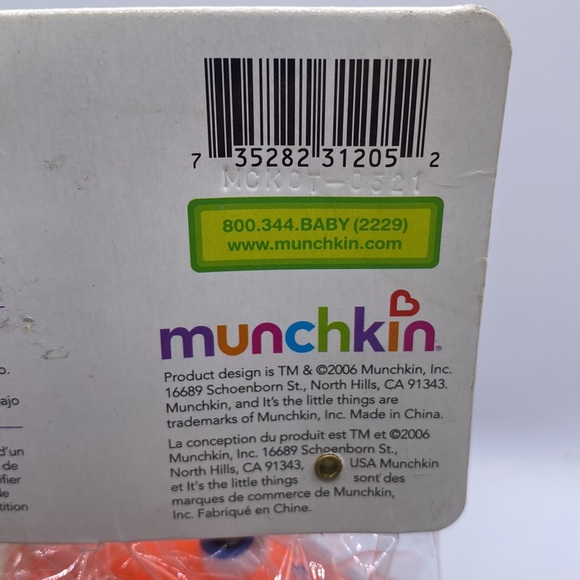 7 35282 31205 2
MCKOT-0521
800.344.BABY (2229)
www.munchkin.com
munchkin
Product design is TM & ©2006 Munchkin, Inc.
16689 Schoenborn St., North Hills, CA 91343.
Munchkin, and It's the little things are
trademarks of Munchkin, Inc. Made in China.
La conception du produit est TM et ©2006
Munchkin, Inc. 16689 Schoenborn St.,
North Hills, CA 91343, USA Munchkin
et It's the little things sont des
marques de commerce de Munchkin,
Inc. Fabriqué en Chine.
o.
ajo
d'un
de
ifier
le
tition